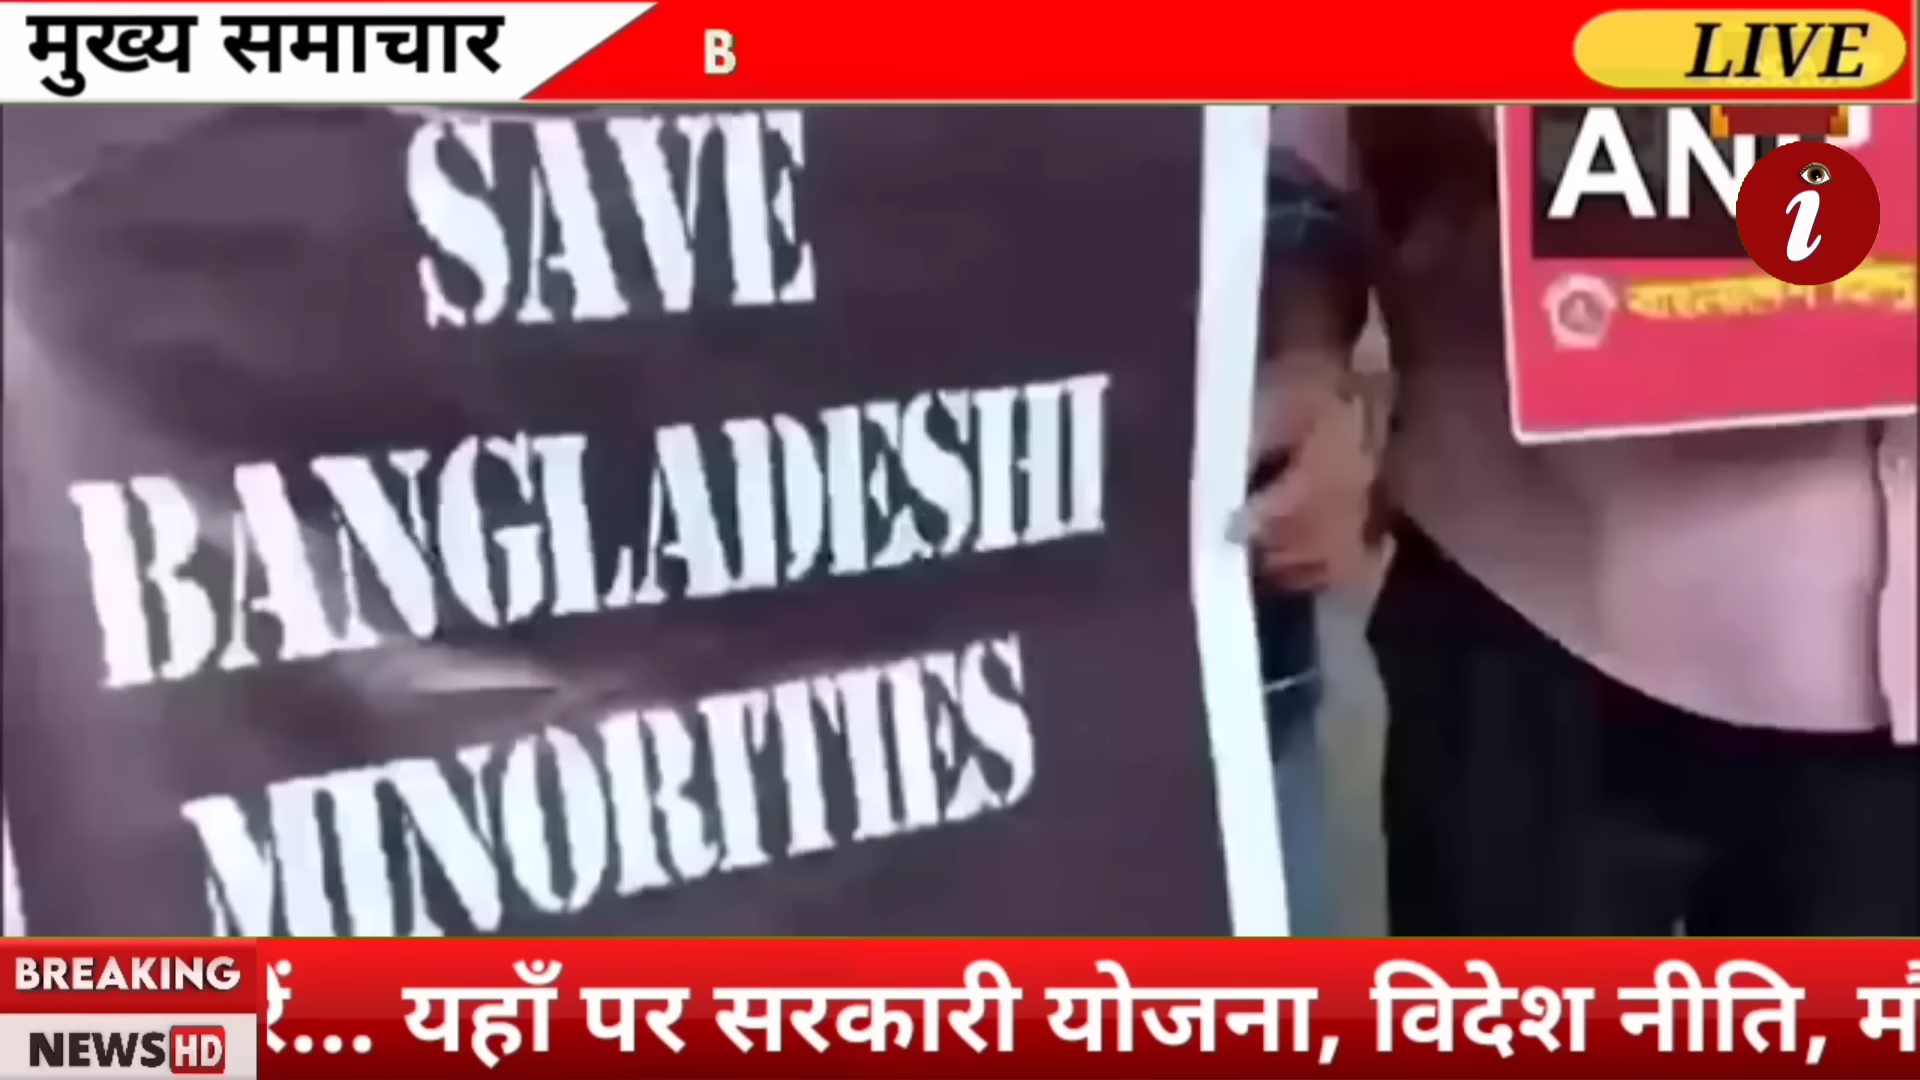 मुख्य समाचार
B
LIVE
SAVE
BANGLADESHI
MINORITIES
AN
i
BREAKING
NEWS HD
रें... यहाँ पर सरकारी योजना, विदेश नीति, मौ